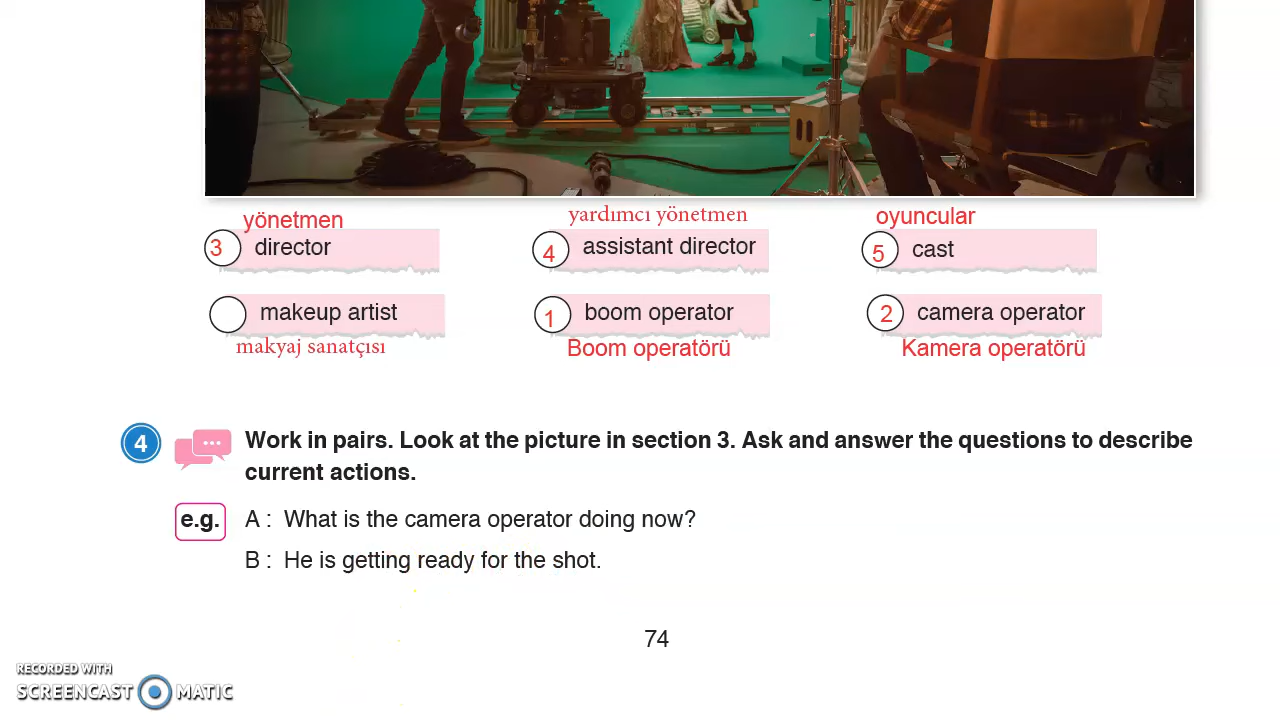 yönetmen
yardımcı yönetmen
oyuncular
3 director
4 assistant director
5 cast
makeup artist
1 boom operator
2 camera operator
makyaj sanatçısı
Boom operatörü
Kamera operatörü
4 Work in pairs. Look at the picture in section 3. Ask and answer the questions to describe
current actions.
e.g. A : What is the camera operator doing now?
B : He is getting ready for the shot.
74
RECORDED WITH
SCREENCAST MATIC